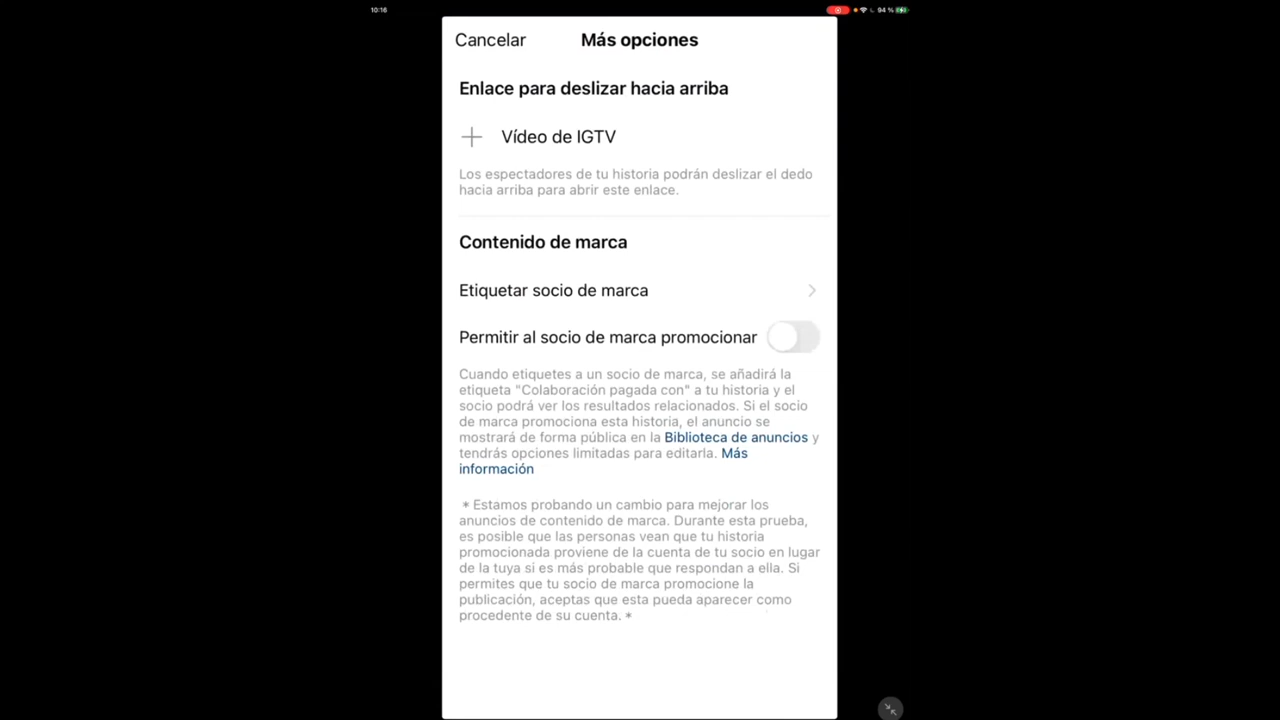 10:16
94 %
Cancelar
Más opciones
Enlace para deslizar hacia arriba
Vídeo de IGTV
Los espectadores de tu historia podrán deslizar el dedo
hacia arriba para abrir este enlace.
Contenido de marca
Etiquetar socio de marca
Permitir al socio de marca promocionar
Cuando etiquetes a un socio de marca, se añadirá la
etiqueta "Colaboración pagada con" a tu historia y el
socio podrá ver los resultados relacionados. Si el socio
de marca promociona esta historia, el anuncio se
mostrará de forma pública en la Biblioteca de anuncios y
tendrás opciones limitadas para editarla. Más
información
* Estamos probando un cambio para mejorar los
anuncios de contenido de marca. Durante esta prueba,
es posible que las personas vean que tu historia
promocionada proviene de la cuenta de tu socio en lugar
de la tuya si es más probable que respondan a ella. Si
permites que tu socio de marca promocione la
publicación, aceptas que esta pueda aparecer como
procedente de su cuenta. *